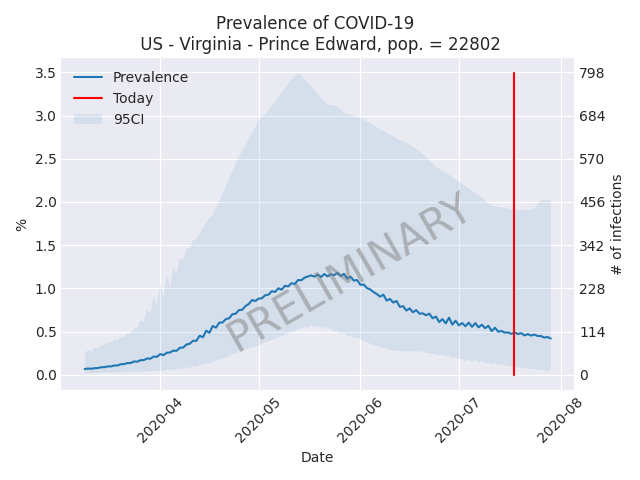 Prevalence of COVID-19
US - Virginia - Prince Edward, pop. = 22802
Prevalence
Today
95CI
3.5
3.0
2.5
2.0
1.5
1.0
0.5
0.0
%
798
684
570
456
342
228
114
0
# of infections
PRELIMINARY
2020-04
2020-05
2020-06
2020-07
2020-08
Date